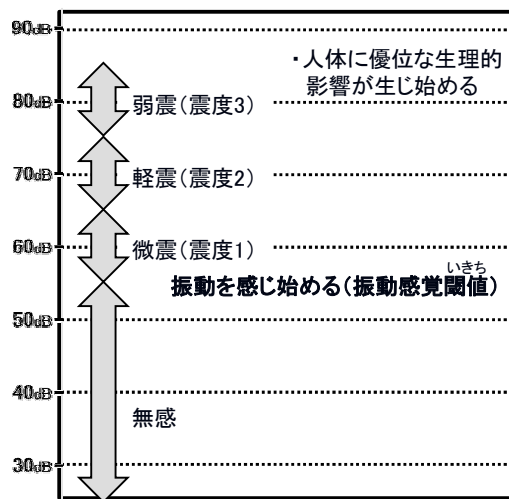 90dB
・人体に優位な生理的
影響が生じ始める
80dB
弱震(震度3)
70dB
軽震(震度2)
60dB
微震(震度1)
いきち
振動を感じ始める(振動感覚閾値)
50dB
40dB
無感
30dB